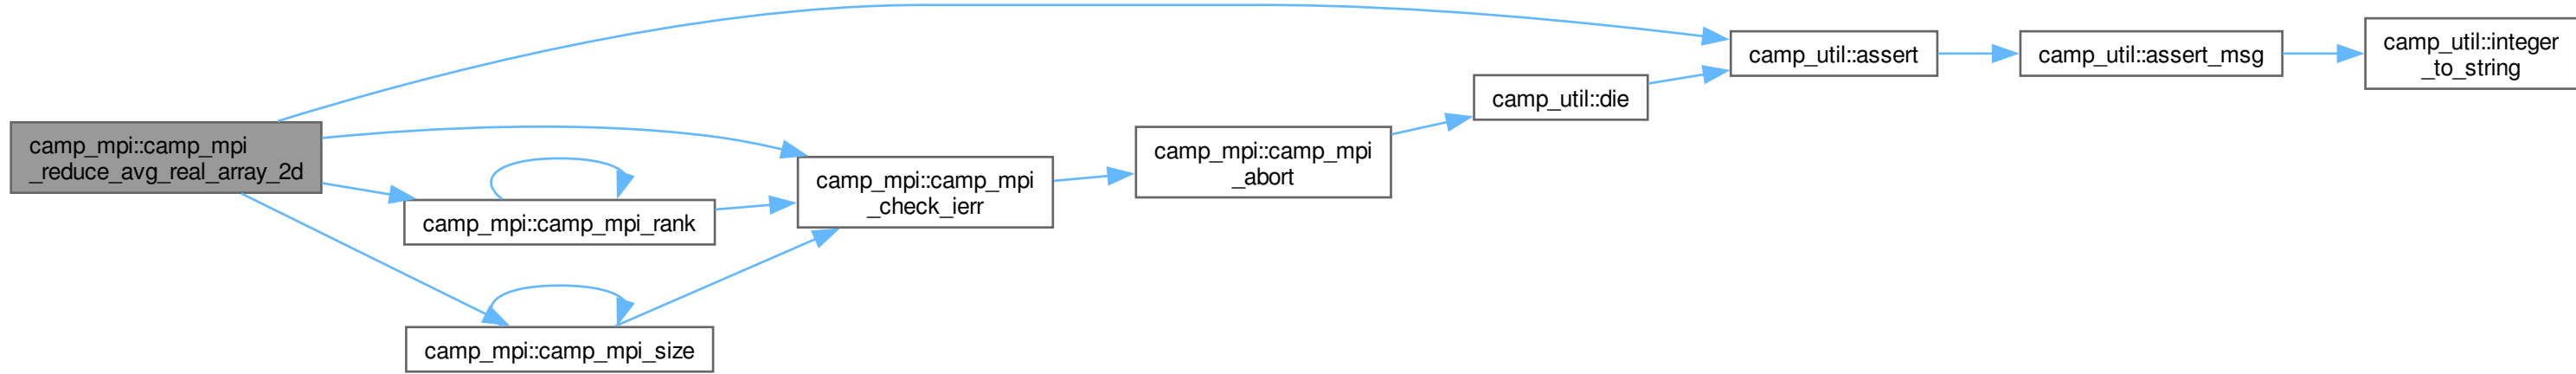 camp_mpi::camp_mpi
_reduce_avg_real_array_2d
camp_mpi::camp_mpi_rank
camp_mpi::camp_mpi_size
camp_mpi::camp_mpi
_check_ierr
camp_mpi::camp_mpi
_abort
camp_util::die
camp_util::assert
camp_util::assert_msg
camp_util::integer
_to_string